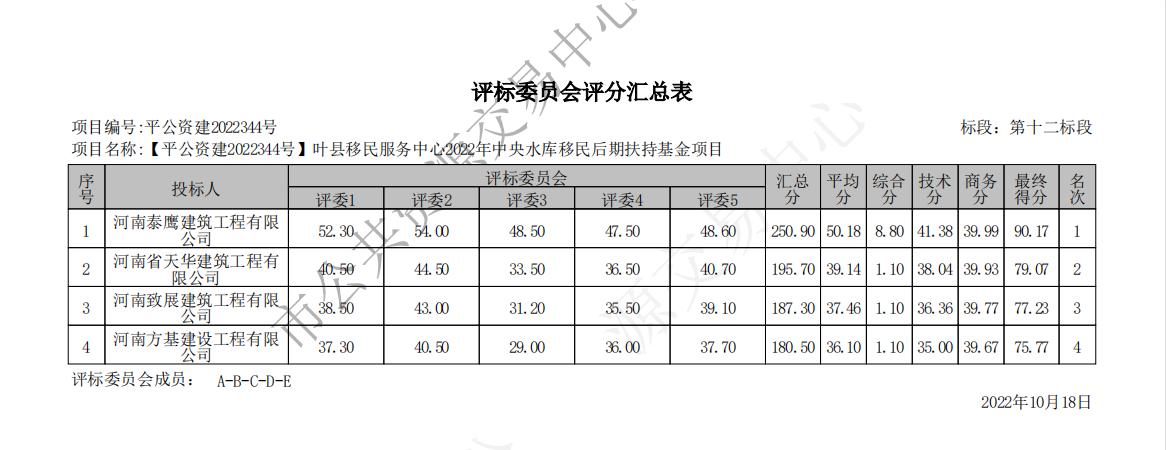 评标委员会评分汇总表
项目编号:平公资建2022344号 标段：第十二标段
项目名称:【平公资建2022344号】叶县移民服务中心2022年中央水库移民后期扶持基金项目
序号 投标人 评标委员会 汇总分 平均分 综合分 技术分 商务分 最终得分 名次
评委1 评委2 评委3 评委4 评委5
1 河南泰鹰建筑工程有限公司 52.30 54.00 48.50 47.50 48.60 250.90 50.18 8.80 41.38 39.99 90.17 1
2 河南省天华建筑工程有限公司 40.50 44.50 33.50 36.50 40.70 195.70 39.14 1.10 38.04 39.93 79.07 2
3 河南致展建筑工程有限公司 38.50 43.00 31.20 35.50 39.10 187.30 37.46 1.10 36.36 39.77 77.23 3
4 河南方基建设工程有限公司 37.30 40.50 29.00 36.00 37.70 180.50 36.10 1.10 35.00 39.67 75.77 4
评标委员会成员： A-B-C-D-E
2022年10月18日
市公共资源交易中心
源交易中心